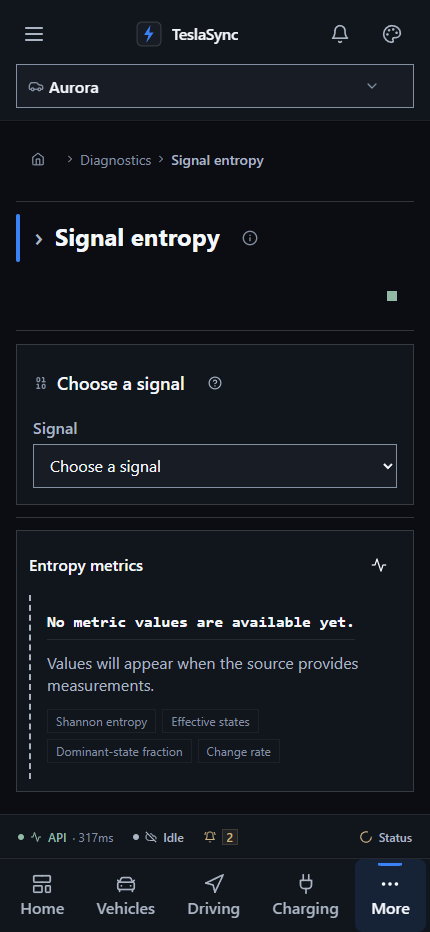 TeslaSync
Aurora
Diagnostics
Signal entropy
Signal entropy
Choose a signal
Signal
Choose a signal
Entropy metrics
No metric values are available yet.
Values will appear when the source provides
measurements.
Shannon entropy
Effective states
Dominant-state fraction
Change rate
API · 317ms
Idle
2
Status
Home
Vehicles
Driving
Charging
More